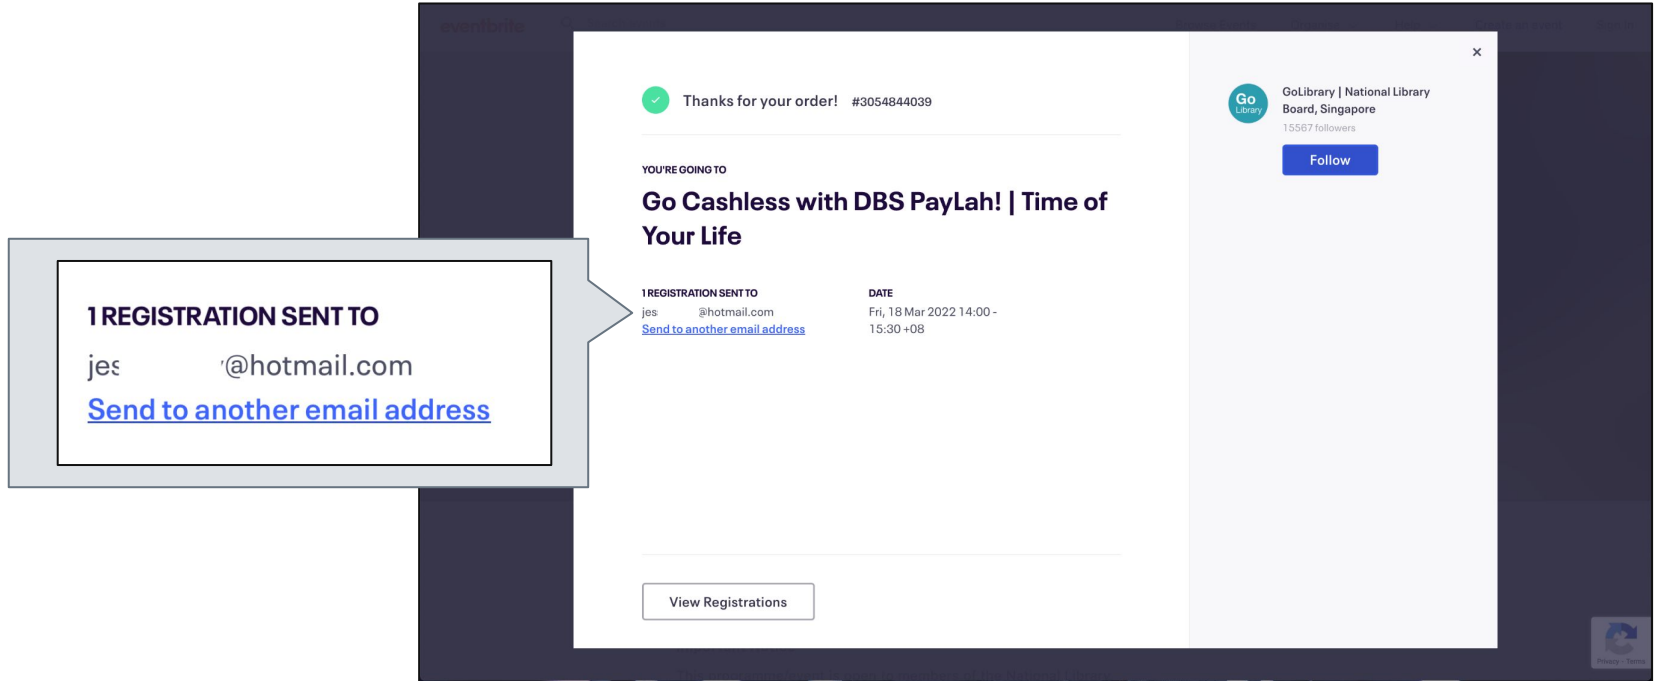 eventbrite
Thanks for your order! #3054844039
YOU'RE GOING TO
Go Cashless with DBS PayLah! | Time of
Your Life
1 REGISTRATION SENT TO
jes @hotmail.com
Send to another email address
DATE
Fri, 18 Mar 2022 14:00 -
15:30 +08
View Registrations
×
Go
Library
GoLibrary | National Library
Board, Singapore
15567 followers
Follow
1 REGISTRATION SENT TO
jes @hotmail.com
Send to another email address
Privacy - Terms